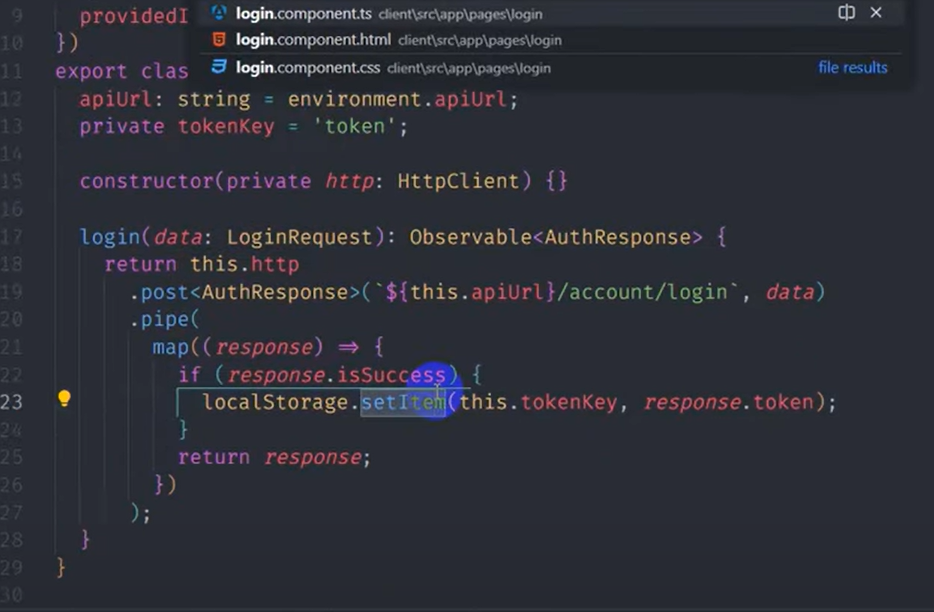 login.component.ts client\src\app\pages\login
login.component.html client\src\app\pages\login
login.component.css client\src\app\pages\login file results
9 providedI
10 })
11 export clas
12 apiUrl: string = environment.apiUrl;
13 private tokenKey = 'token';
14
15 constructor(private http: HttpClient) {}
16
17 login(data: LoginRequest): Observable<AuthResponse> {
18 return this.http
19 .post<AuthResponse>(`${this.apiUrl}/account/login`, data)
20 .pipe(
21 map((response) => {
22 if (response.isSuccess) {
23 localStorage.setItem(this.tokenKey, response.token);
24 }
25 return response;
26 })
27 );
28 }
29 }
30